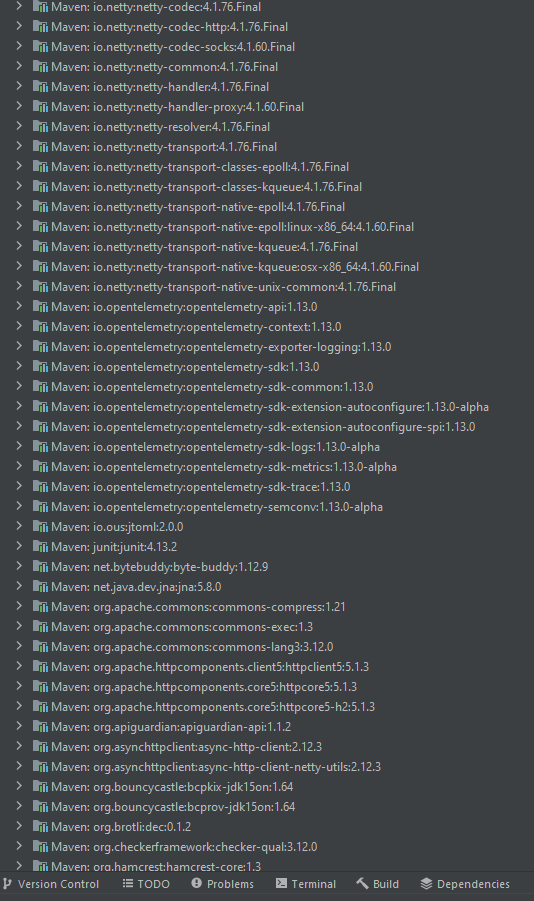 Maven: io.netty:netty-codec:4.1.76.Final
Maven: io.netty:netty-codec-http:4.1.76.Final
Maven: io.netty:netty-codec-socks:4.1.60.Final
Maven: io.netty:netty-common:4.1.76.Final
Maven: io.netty:netty-handler:4.1.76.Final
Maven: io.netty:netty-handler-proxy:4.1.60.Final
Maven: io.netty:netty-resolver:4.1.76.Final
Maven: io.netty:netty-transport:4.1.76.Final
Maven: io.netty:netty-transport-classes-epoll:4.1.76.Final
Maven: io.netty:netty-transport-classes-kqueue:4.1.76.Final
Maven: io.netty:netty-transport-native-epoll:4.1.76.Final
Maven: io.netty:netty-transport-native-epoll:linux-x86_64:4.1.60.Final
Maven: io.netty:netty-transport-native-kqueue:4.1.76.Final
Maven: io.netty:netty-transport-native-kqueue:osx-x86_64:4.1.60.Final
Maven: io.netty:netty-transport-native-unix-common:4.1.76.Final
Maven: io.opentelemetry:opentelemetry-api:1.13.0
Maven: io.opentelemetry:opentelemetry-context:1.13.0
Maven: io.opentelemetry:opentelemetry-exporter-logging:1.13.0
Maven: io.opentelemetry:opentelemetry-sdk:1.13.0
Maven: io.opentelemetry:opentelemetry-sdk-common:1.13.0
Maven: io.opentelemetry:opentelemetry-sdk-extension-autoconfigure:1.13.0-alpha
Maven: io.opentelemetry:opentelemetry-sdk-extension-autoconfigure-spi:1.13.0
Maven: io.opentelemetry:opentelemetry-sdk-logs:1.13.0-alpha
Maven: io.opentelemetry:opentelemetry-sdk-metrics:1.13.0-alpha
Maven: io.opentelemetry:opentelemetry-sdk-trace:1.13.0
Maven: io.opentelemetry:opentelemetry-semconv:1.13.0-alpha
Maven: io.ous:jtoml:2.0.0
Maven: junit:junit:4.13.2
Maven: net.bytebuddy:byte-buddy:1.12.9
Maven: net.java.dev.jna:jna:5.8.0
Maven: org.apache.commons:commons-compress:1.21
Maven: org.apache.commons:commons-exec:1.3
Maven: org.apache.commons:commons-lang3:3.12.0
Maven: org.apache.httpcomponents.client5:httpclient5:5.1.3
Maven: org.apache.httpcomponents.core5:httpcore5:5.1.3
Maven: org.apache.httpcomponents.core5:httpcore5-h2:5.1.3
Maven: org.apiguardian:apiguardian-api:1.1.2
Maven: org.asynchttpclient:async-http-client:2.12.3
Maven: org.asynchttpclient:async-http-client-netty-utils:2.12.3
Maven: org.bouncycastle:bcpkix-jdk15on:1.64
Maven: org.bouncycastle:bcprov-jdk15on:1.64
Maven: org.brotli:dec:0.1.2
Maven: org.checkerframework:checker-qual:3.12.0
Maven: org.hamcrest:hamcrest-core:1.3
Version Control TODO Problems Terminal Build Dependencies